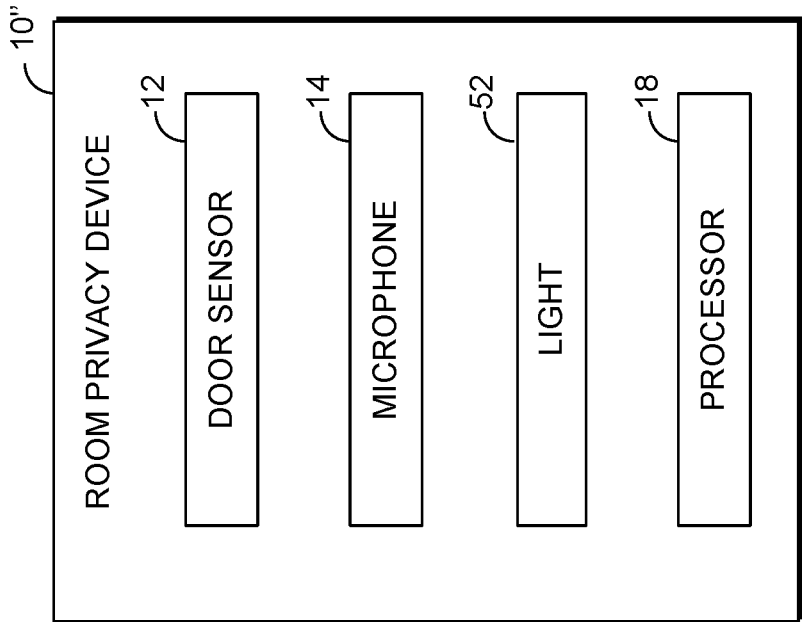 10”
ROOM PRIVACY DEVICE
12
DOOR SENSOR
14
MICROPHONE
52
LIGHT
18
PROCESSOR